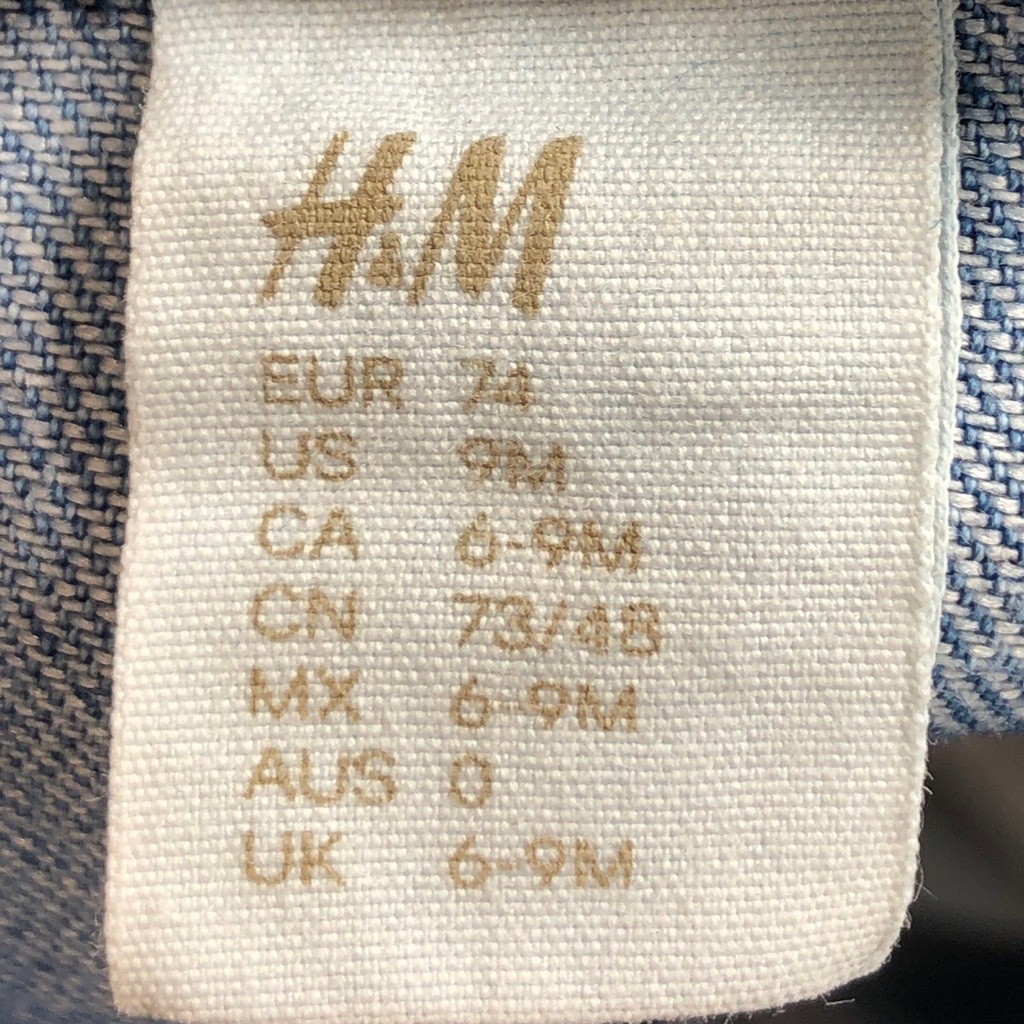 H&M
EUR 74
US 9M
CA 6-9M
CN 73/48
MX 6-9M
AUS 0
UK 6-9M